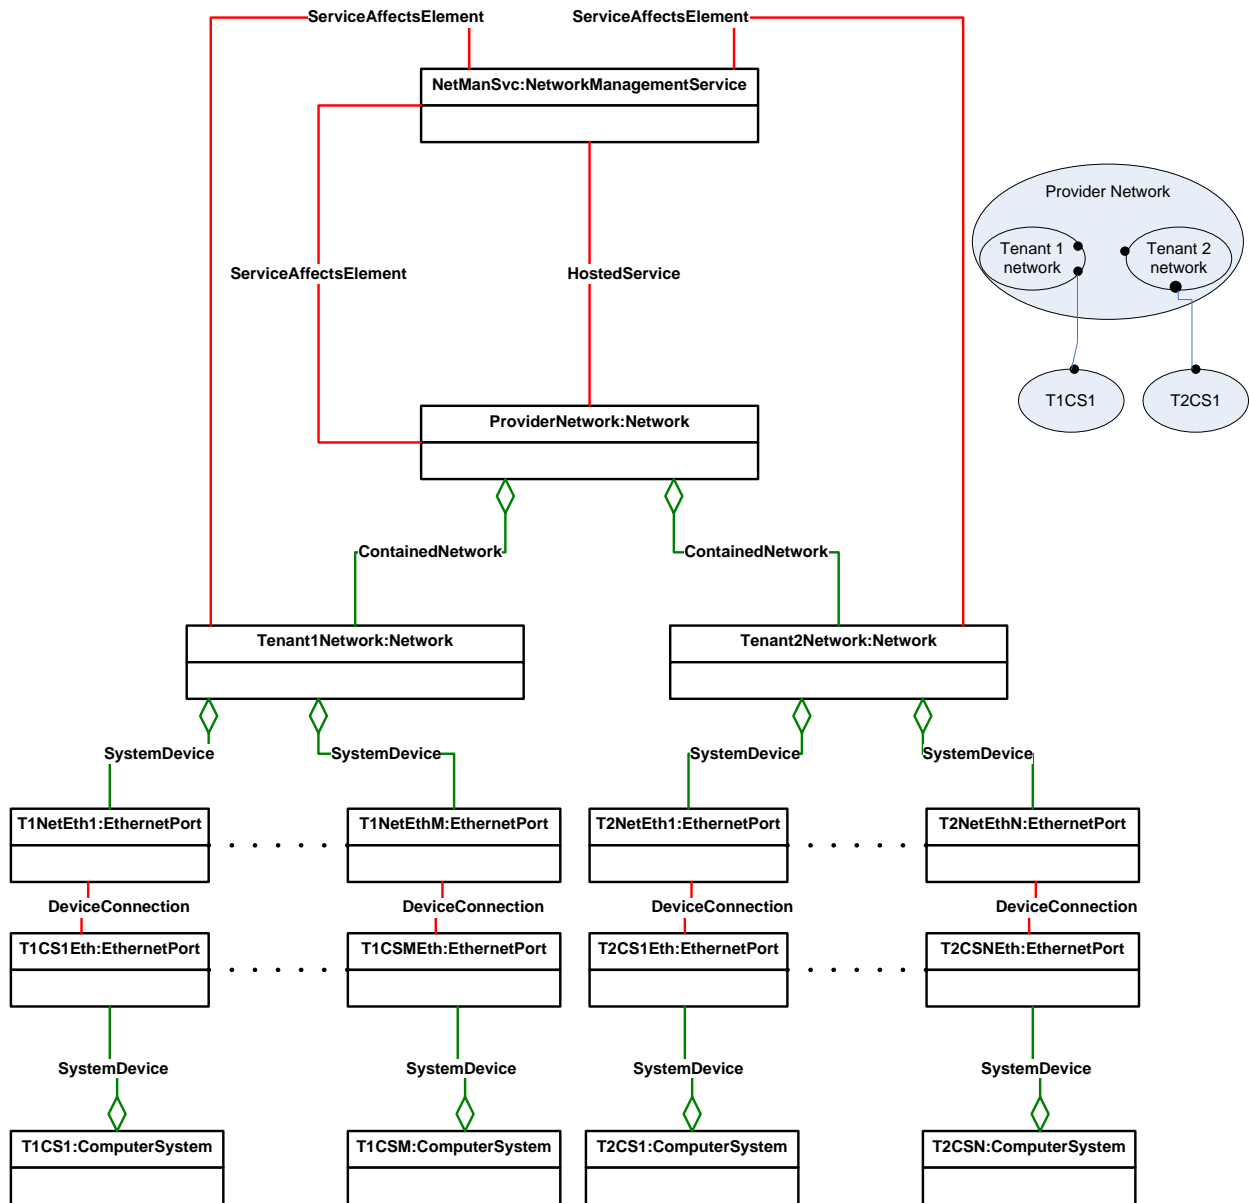 ServiceAffectsElement
ServiceAffectsElement
NetManSvc:NetworkManagementService
Provider Network
Tenant 1
network
Tenant 2
network
ServiceAffectsElement
HostedService
T1CS1
T2CS1
ProviderNetwork:Network
ContainedNetwork
ContainedNetwork
Tenant1Network:Network
Tenant2Network:Network
SystemDevice
SystemDevice
SystemDevice
SystemDevice
T1NetEth1:EthernetPort
T1NetEthM:EthernetPort
T2NetEth1:EthernetPort
T2NetEthN:EthernetPort
DeviceConnection
DeviceConnection
DeviceConnection
DeviceConnection
T1CS1Eth:EthernetPort
T1CSMEth:EthernetPort
T2CS1Eth:EthernetPort
T2CSNEth:EthernetPort
SystemDevice
SystemDevice
SystemDevice
SystemDevice
T1CS1:ComputerSystem
T1CSM:ComputerSystem
T2CS1:ComputerSystem
T2CSN:ComputerSystem